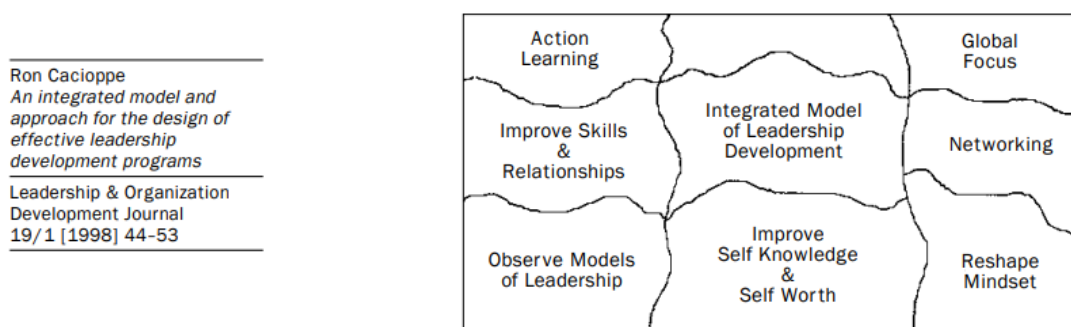 Ron Cacioppe
An integrated model and
approach for the design of
effective leadership
development programs
Leadership & Organization
Development Journal
19/1 [1998] 44–53
Action
Learning
Global
Focus
Improve Skills
&
Relationships
Integrated Model
of Leadership
Development
Networking
Observe Models
of Leadership
Improve
Self Knowledge
&
Self Worth
Reshape
Mindset